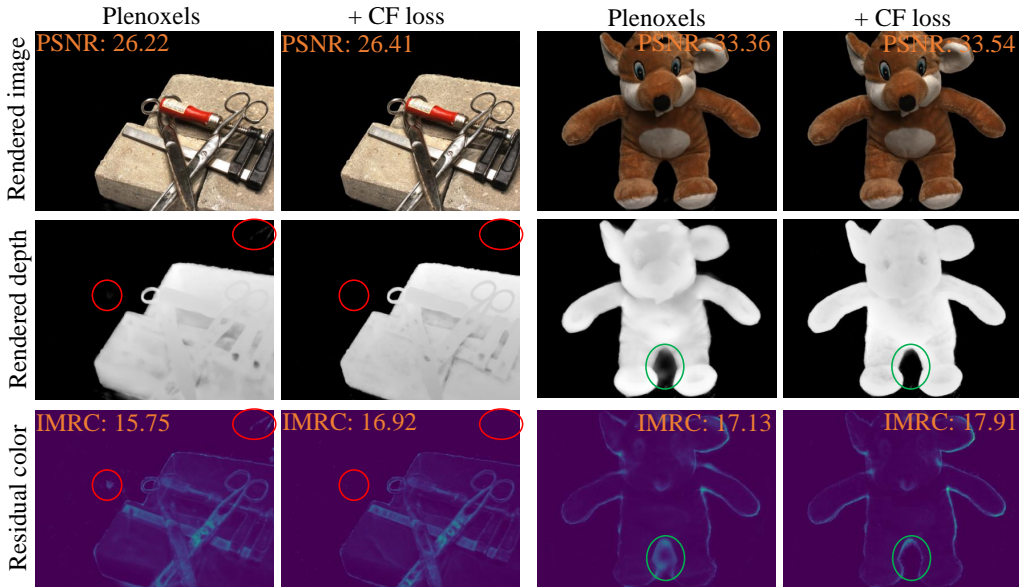 Plenoxels
+ CF loss
Plenoxels
+ CF loss
Rendered image
PSNR: 26.22
PSNR: 26.41
PSNR: 33.36
PSNR: 33.54
Rendered depth
Residual color
IMRC: 15.75
IMRC: 16.92
IMRC: 17.13
IMRC: 17.91